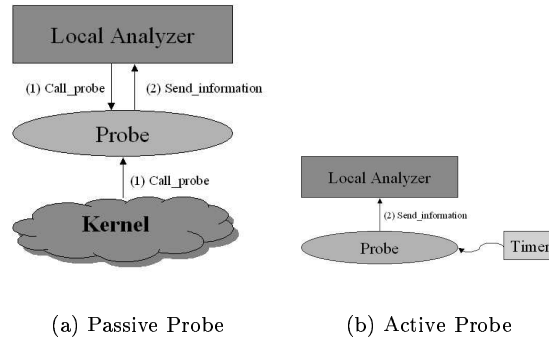 Local Analyzer
(1) Call_probe
(2) Send_information
Probe
(1) Call_probe
Kernel
Local Analyzer
(2) Send_information
Probe
Timer
(a) Passive Probe
(b) Active Probe